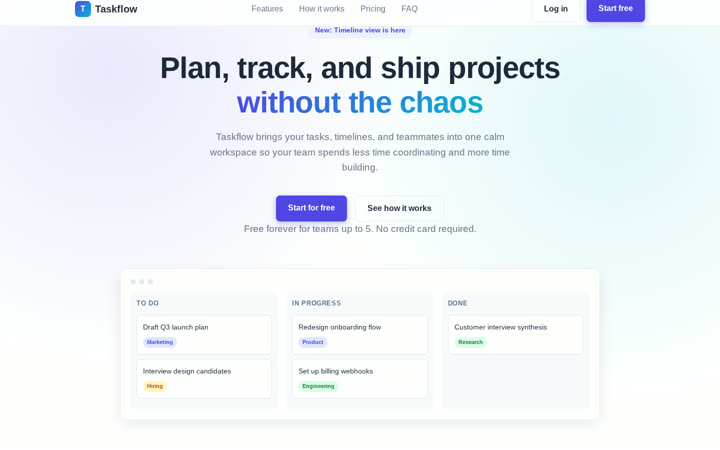 T Taskflow
Features How it works Pricing FAQ
Log in Start free
New: Timeline view is here
Plan, track, and ship projects
without the chaos
Taskflow brings your tasks, timelines, and teammates into one calm
workspace so your team spends less time coordinating and more time
building.
Start for free See how it works
Free forever for teams up to 5. No credit card required.
TO DO
Draft Q3 launch plan
Marketing
Interview design candidates
Hiring
IN PROGRESS
Redesign onboarding flow
Product
Set up billing webhooks
Engineering
DONE
Customer interview synthesis
Research